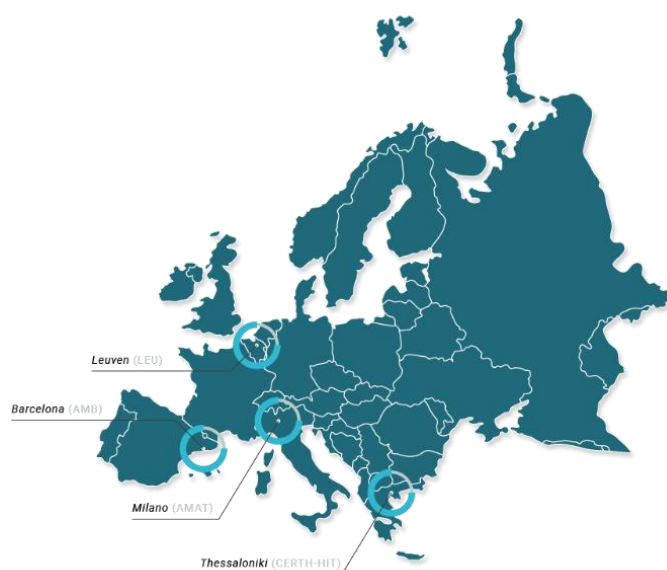 Leuven (LEU)
Barcelona (AMB)
Milano (AMAT)
Thessaloniki (CERTH-HIT)